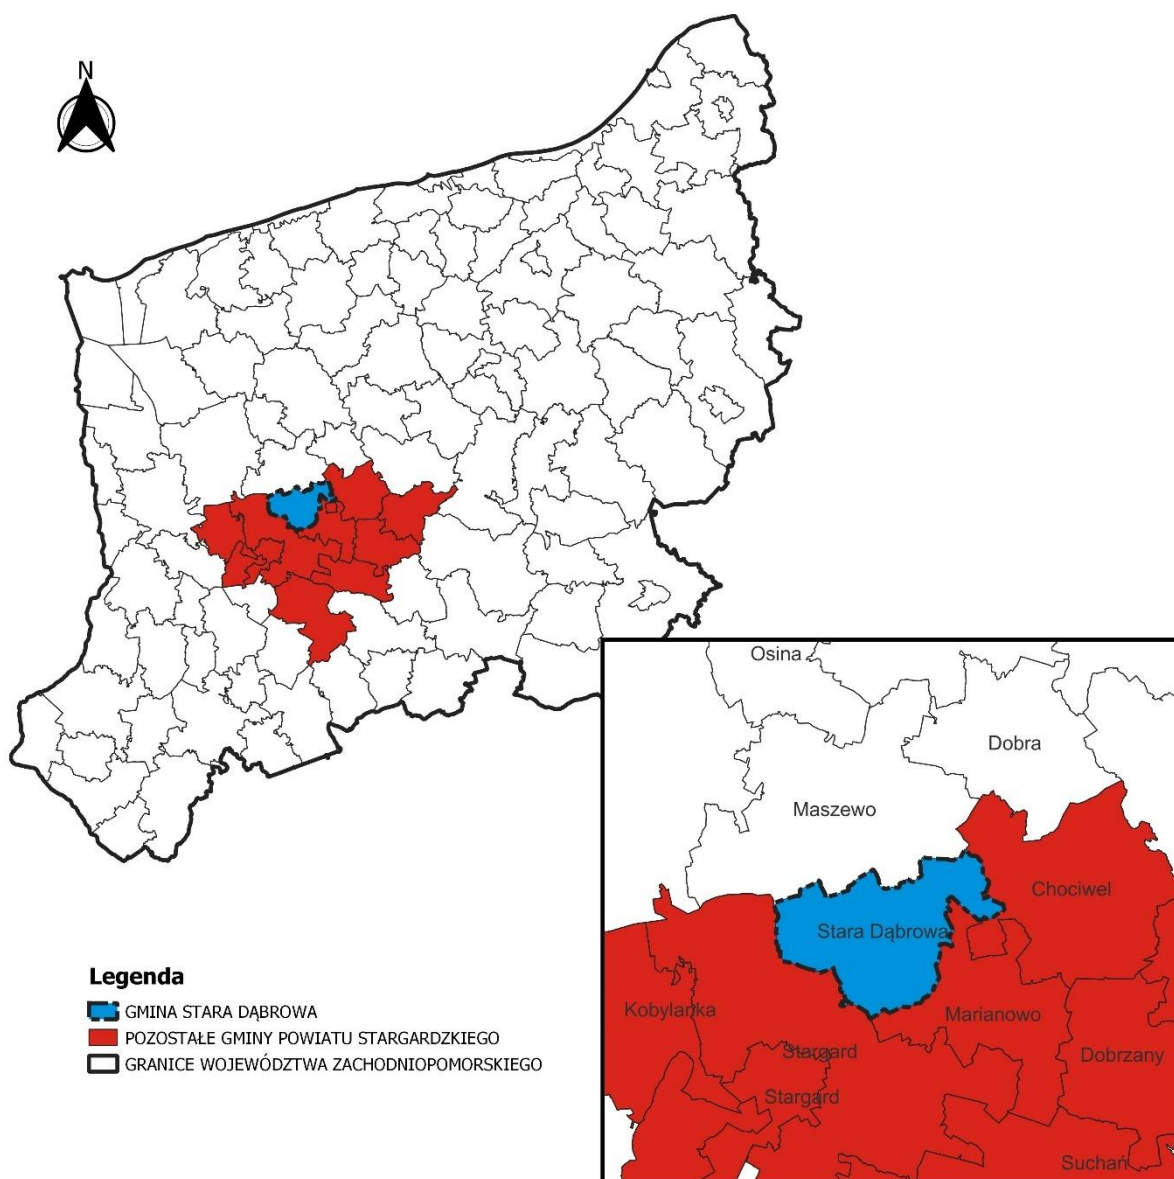 N
Osina
Dobra
Maszewo
Chociwel
Stara Dąbrowa
Kobylanka
Marianowo
Stargard
Dobrzany
Stargard
Suchań
Legenda
GMINA STARA DĄBROWA
POZOSTAŁE GMINY POWIATU STARGARDZKIEGO
GRANICE WOJEWÓDZTWA ZACHODNIOPOMORSKIEGO